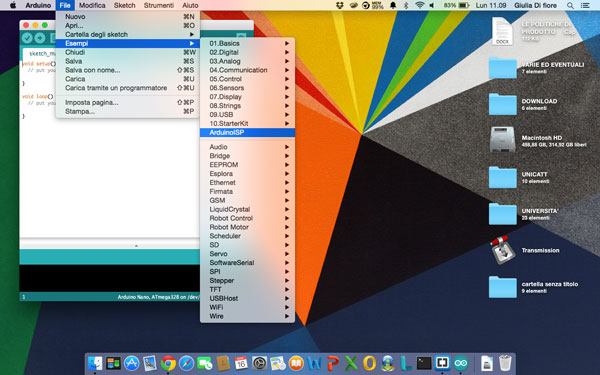 Arduino File Modifica Sketch Strumenti Aiuto 99% 83% Lun 11.09 Giulia Di fiore
Nuovo ⌘N
Apri... ⌘O
Cartella degli sketch
Esempi
Chiudi ⌘W
Salva ⌘S
Salva con nome... ⇧⌘S
Carica ⌘U
Carica tramite un programmatore ⇧⌘U
Imposta pagina... ⇧⌘P
Stampa... ⌘P
01.Basics
02.Digital
03.Analog
04.Communication
05.Control
06.Sensors
07.Display
08.Strings
09.USB
10.StarterKit
ArduinoISP
Audio
Bridge
EEPROM
Esplora
Ethernet
Firmata
GSM
LiquidCrystal
Robot Control
Robot Motor
Scheduler
SD
Servo
SoftwareSerial
SPI
Stepper
TFT
USBHost
WiFi
Wire
sketch_m
void setup()
// put you
}
void loop()
// put you
}
1 Arduino Nano, ATmega328 on /dev/
LE POLITICHE DI
PRODOTTO Cap
DOCX
VARIE ED EVENTUALI
7 elementi
DOWNLOAD
6 elementi
Macintosh HD
498,88 GB, 314,92 GB liberi
UNICATT
10 elementi
UNIVERSITA'
23 elementi
Transmission
cartella senza titolo
9 elementi
16